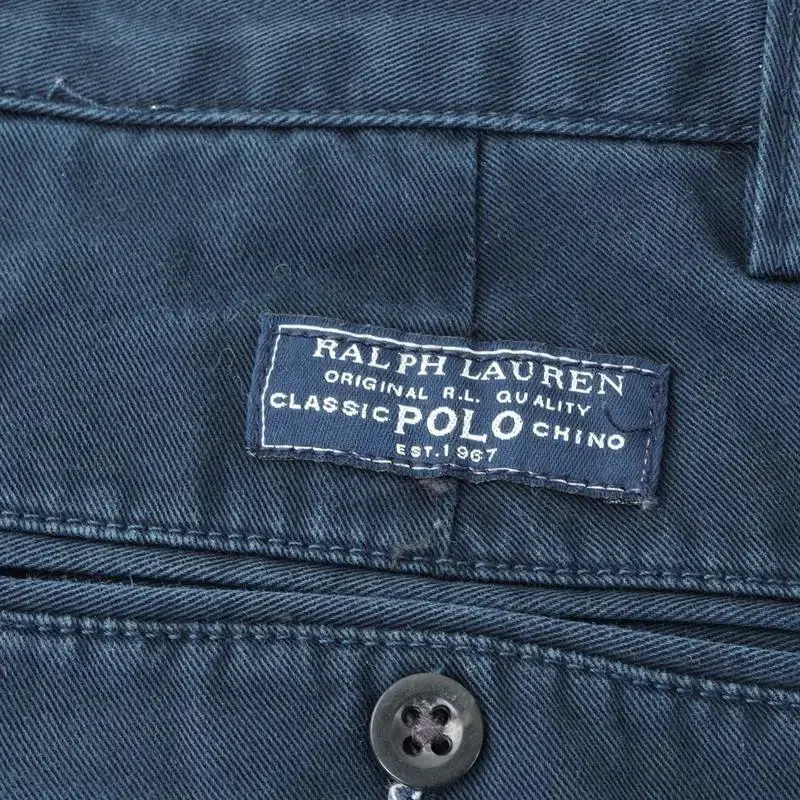 RALPH LAUREN
ORIGINAL R.L. QUALITY
CLASSIC POLO CHINO
EST. 1967